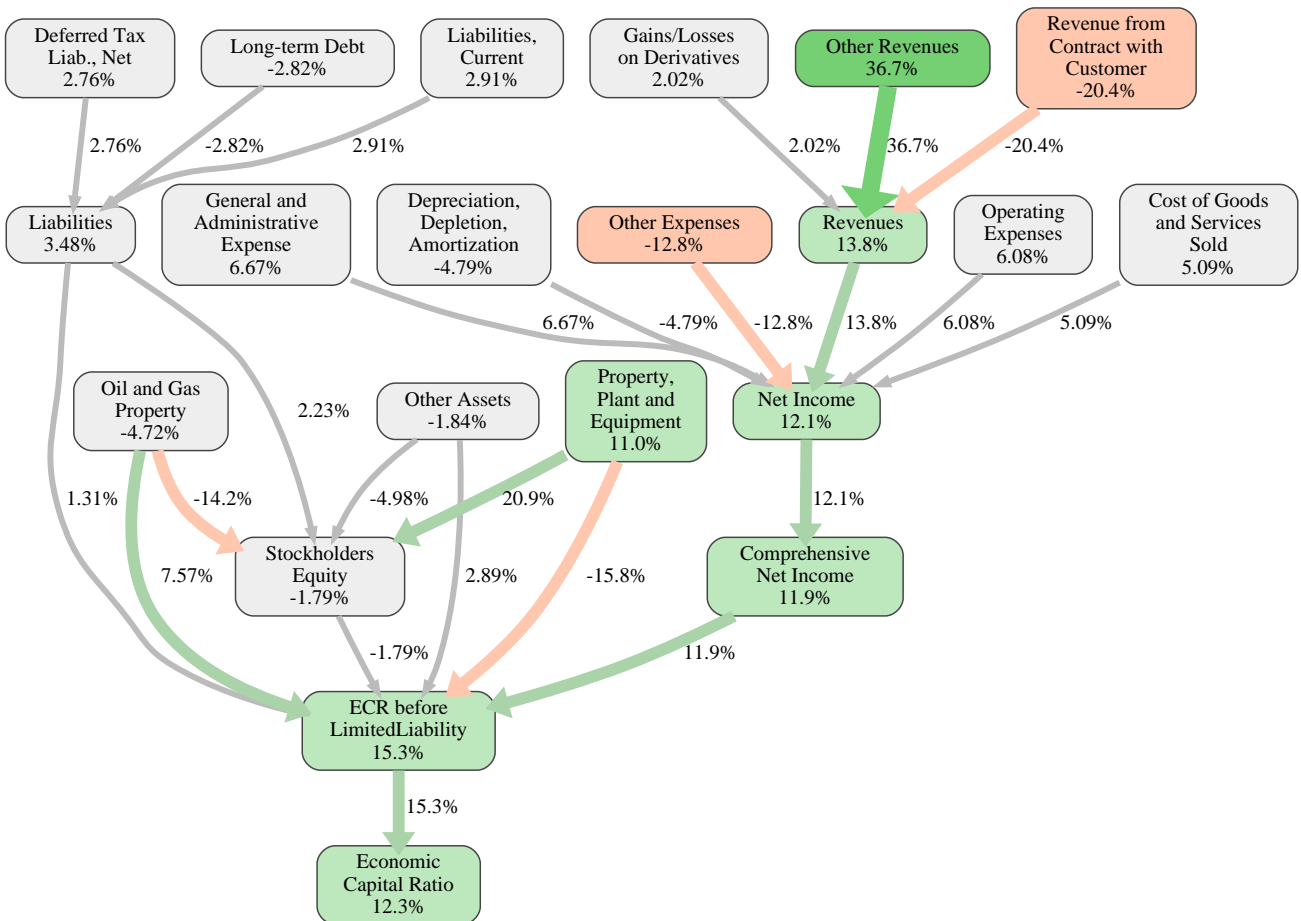 Deferred Tax
Liab., Net
2.76%
Long-term Debt
-2.82%
Liabilities,
Current
2.91%
Gains/Losses
on Derivatives
2.02%
Other Revenues
36.7%
Revenue from
Contract with
Customer
-20.4%
2.76%
-2.82%
2.91%
2.02%
36.7%
-20.4%
Liabilities
3.48%
General and
Administrative
Expense
6.67%
Depreciation,
Depletion,
Amortization
-4.79%
Other Expenses
-12.8%
Revenues
13.8%
Operating
Expenses
6.08%
Cost of Goods
and Services
Sold
5.09%
6.67%
-4.79%
-12.8%
13.8%
6.08%
5.09%
Oil and Gas
Property
-4.72%
2.23%
Other Assets
-1.84%
Property,
Plant and
Equipment
11.0%
Net Income
12.1%
1.31%
-14.2%
-4.98%
20.9%
12.1%
Stockholders
Equity
-1.79%
Comprehensive
Net Income
11.9%
7.57%
2.89%
-15.8%
-1.79%
11.9%
ECR before
LimitedLiability
15.3%
15.3%
Economic
Capital Ratio
12.3%